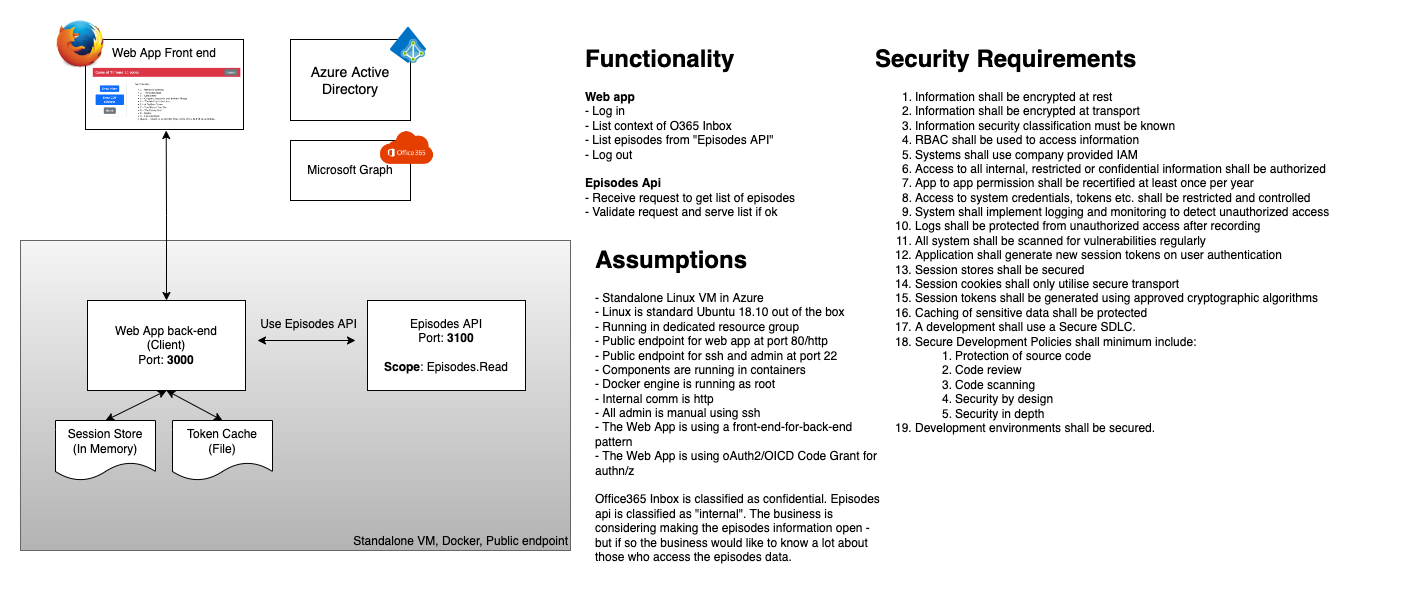 Web App Front end
Azure Active
Directory
Office 365
Microsoft Graph
Web App back-end
(Client)
Port: 3000
Use Episodes API
Episodes API
Port: 3100
Scope: Episodes.Read
Session Store
(In Memory)
Token Cache
(File)
Standalone VM, Docker, Public endpoint
Functionality
Web app
- Log in
- List context of O365 Inbox
- List episodes from "Episodes API"
- Log out
Episodes Api
- Receive request to get list of episodes
- Validate request and serve list if ok
Assumptions
- Standalone Linux VM in Azure
- Linux is standard Ubuntu 18.10 out of the box
- Running in dedicated resource group
- Public endpoint for web app at port 80/http
- Public endpoint for ssh and admin at port 22
- Components are running in containers
- Docker engine is running as root
- Internal comm is http
- All admin is manual using ssh
- The Web App is using a front-end-for-back-end
pattern
- The Web App is using oAuth2/OICD Code Grant for
authn/z
Office365 Inbox is classified as confidential. Episodes
api is classified as "internal". The business is
considering making the episodes information open -
but if so the business would like to know a lot about
those who access the episodes data.
Security Requirements
1. Information shall be encrypted at rest
2. Information shall be encrypted at transport
3. Information security classification must be known
4. RBAC shall be used to access information
5. Systems shall use company provided IAM
6. Access to all internal, restricted or confidential information shall be authorized
7. App to app permission shall be recertified at least once per year
8. Access to system credentials, tokens etc. shall be restricted and controlled
9. System shall implement logging and monitoring to detect unauthorized access
10. Logs shall be protected from unauthorized access after recording
11. All system shall be scanned for vulnerabilities regularly
12. Application shall generate new session tokens on user authentication
13. Session stores shall be secured
14. Session cookies shall only utilise secure transport
15. Session tokens shall be generated using approved cryptographic algorithms
16. Caching of sensitive data shall be protected
17. A development shall use a Secure SDLC.
18. Secure Development Policies shall minimum include:
1. Protection of source code
2. Code review
3. Code scanning
4. Security by design
5. Security in depth
19. Development environments shall be secured.